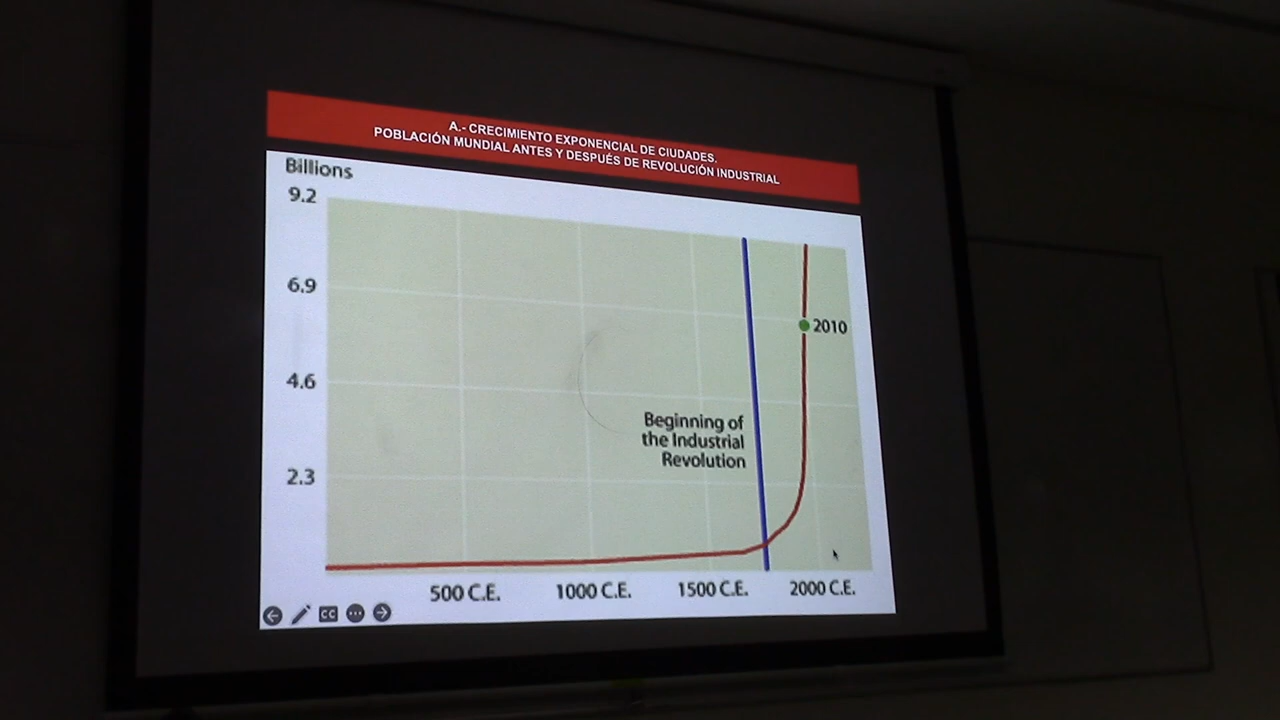 A.- CRECIMIENTO EXPONENCIAL DE CIUDADES.
POBLACIÓN MUNDIAL ANTES Y DESPUÉS DE REVOLUCIÓN INDUSTRIAL
Billions
9.2
6.9
4.6
2.3
2010
Beginning of
the Industrial
Revolution
500 C.E. 1000 C.E. 1500 C.E. 2000 C.E.
CC